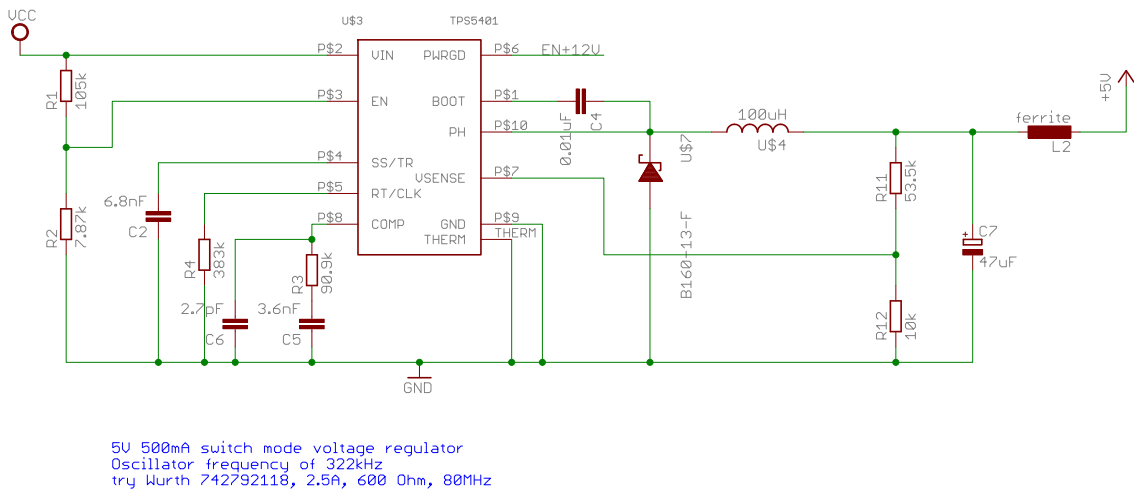 VCC
U$3
TPS5401
P$2
VIN
PWRGD
P$6
EN+12V
R1
105k
P$3
EN
BOOT
P$1
0.01uF
C4
+5V
PH
P$10
U$7
100uH
U$4
ferrite
L2
P$4
SS/TR
VSENSE
P$7
R11
53.5k
P$5
RT/CLK
6.8nF
C2
R2
7.87k
P$8
COMP
GND
P$9
THERM
THERM
B160-13-F
C7
+
47uF
R4
383k
R3
90.9k
2.7pF
C6
3.6nF
C5
R12
10k
GND
5V 500mA switch mode voltage regulator
Oscillator frequency of 322kHz
try Wurth 742792118, 2.5A, 600 Ohm, 80MHz